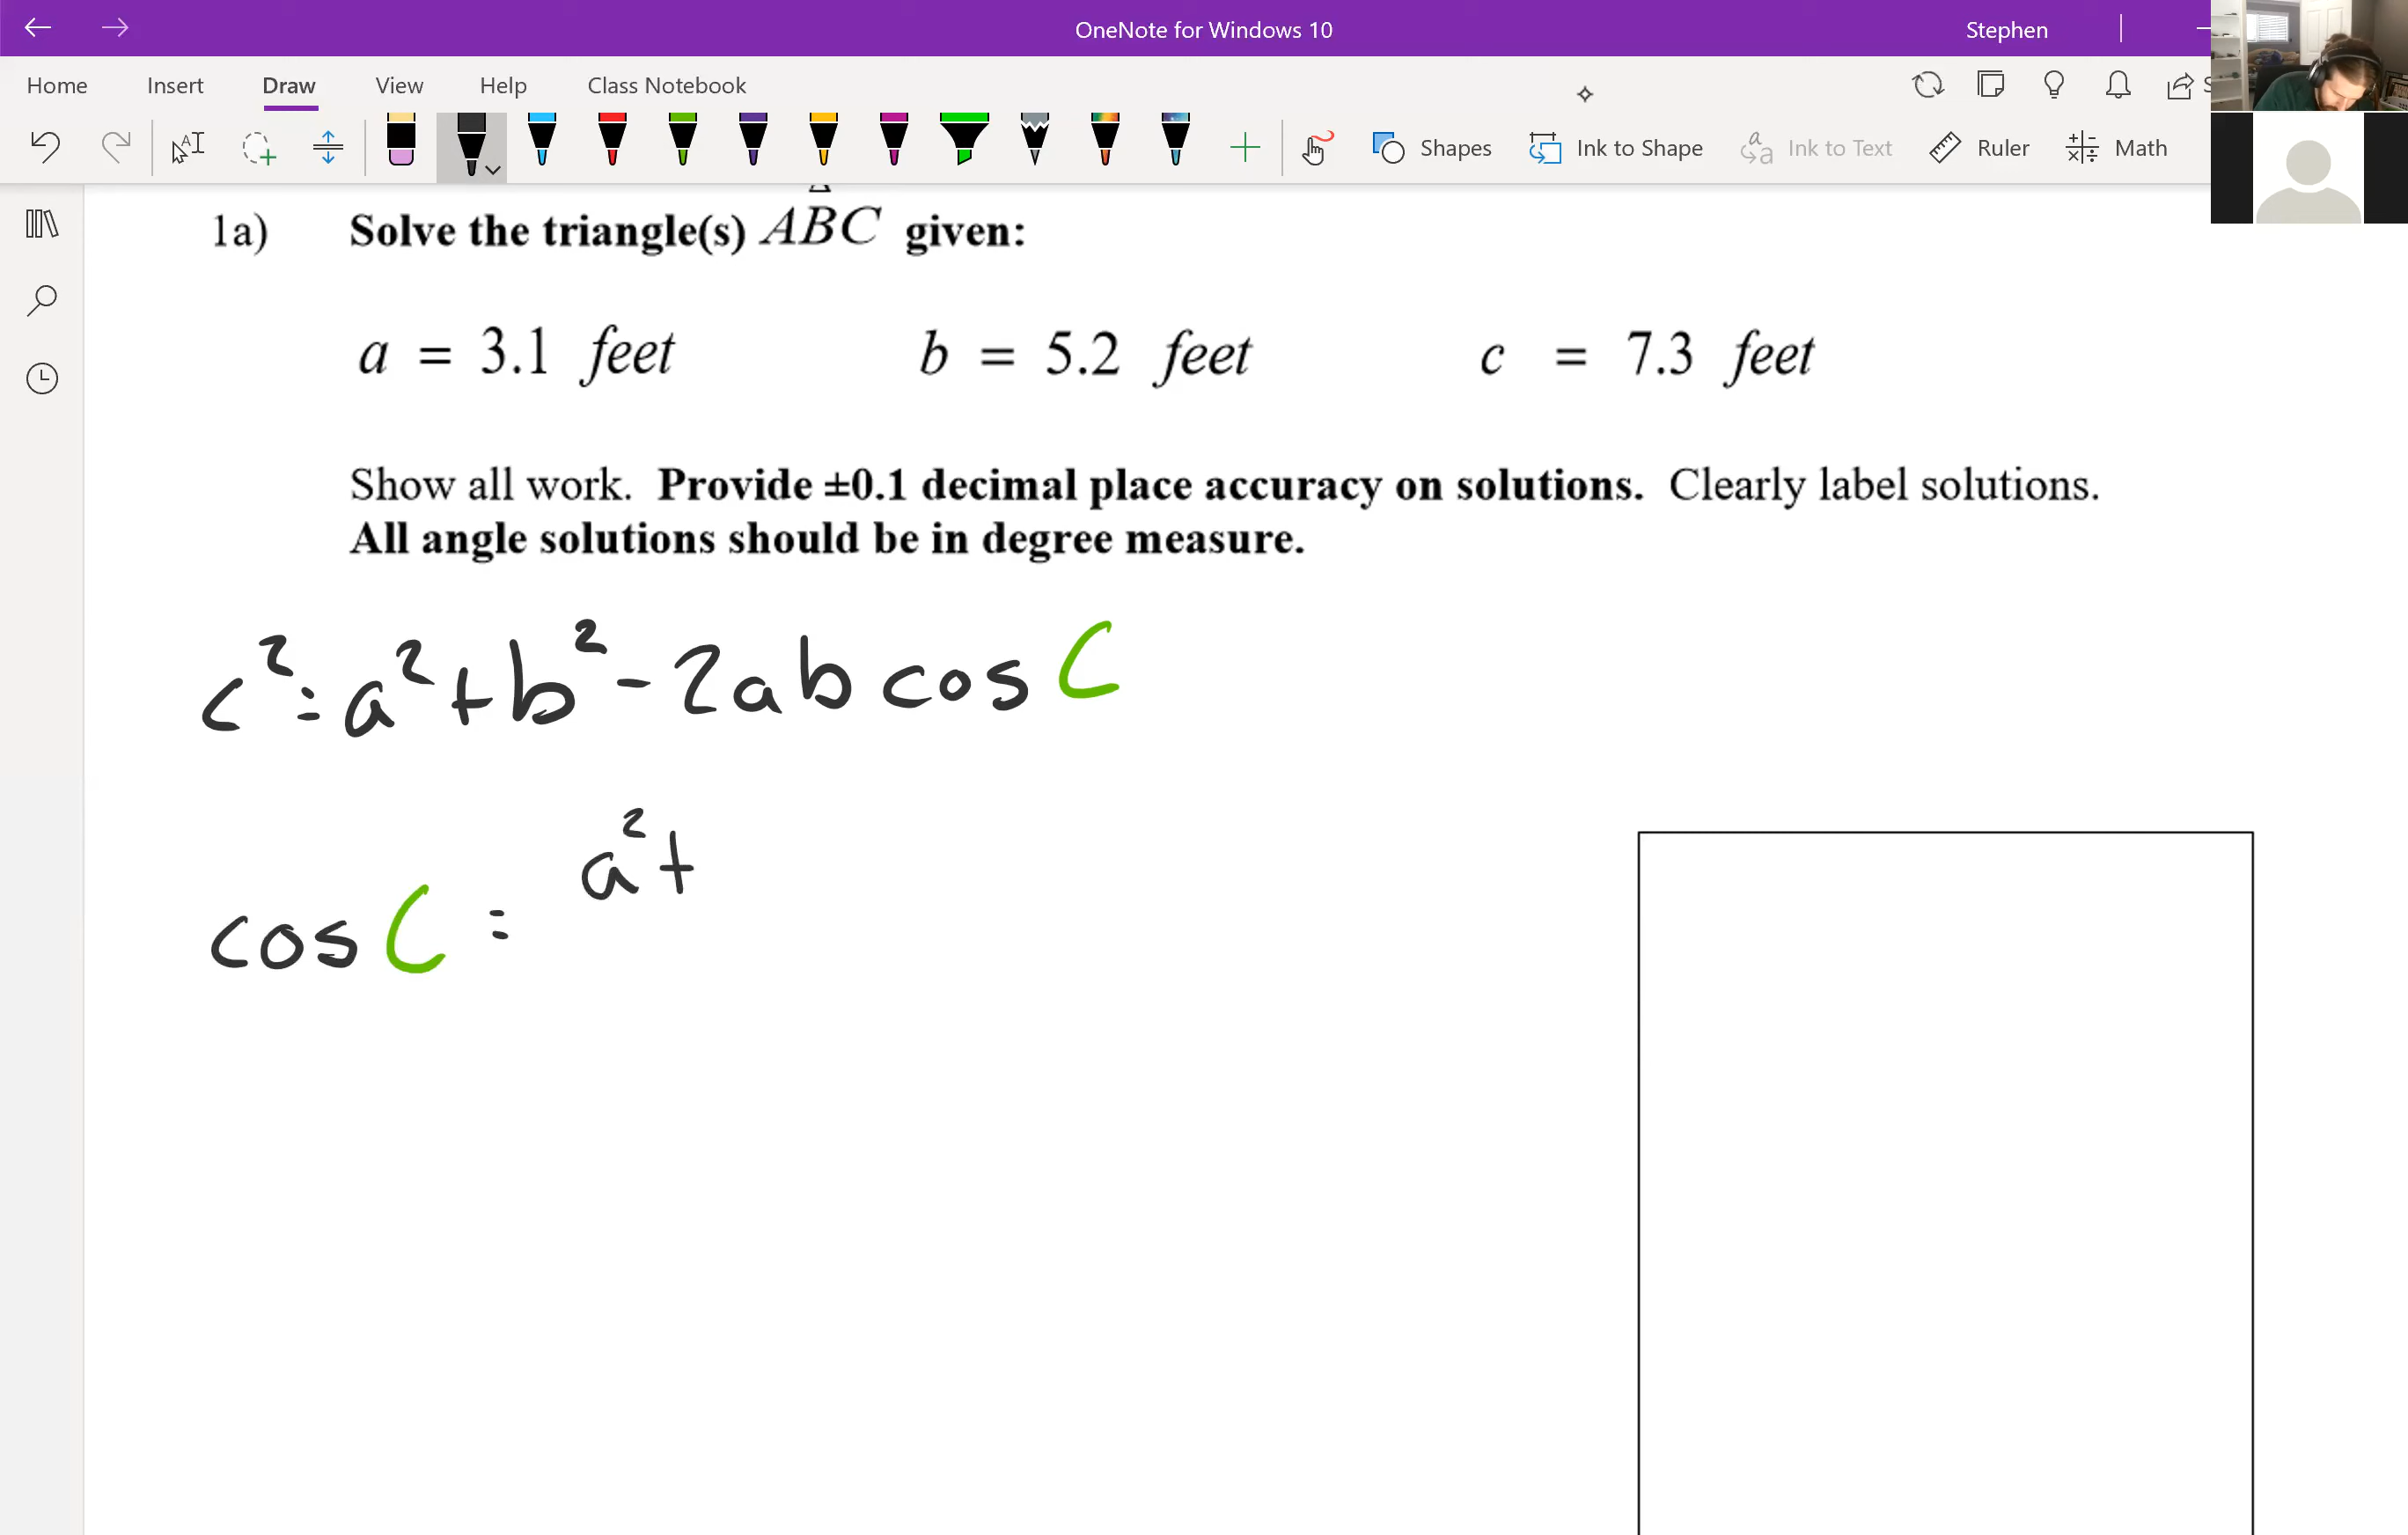 OneNote for Windows 10
Stephen
Home Insert Draw View Help Class Notebook
Shapes Ink to Shape Ink to Text Ruler Math
1a) Solve the triangle(s) ABC given:
a = 3.1 feet b = 5.2 feet c = 7.3 feet
Show all work. Provide ±0.1 decimal place accuracy on solutions. Clearly label solutions.
All angle solutions should be in degree measure.
c² = a² + b² - 2ab cos C
a² +
cos C =